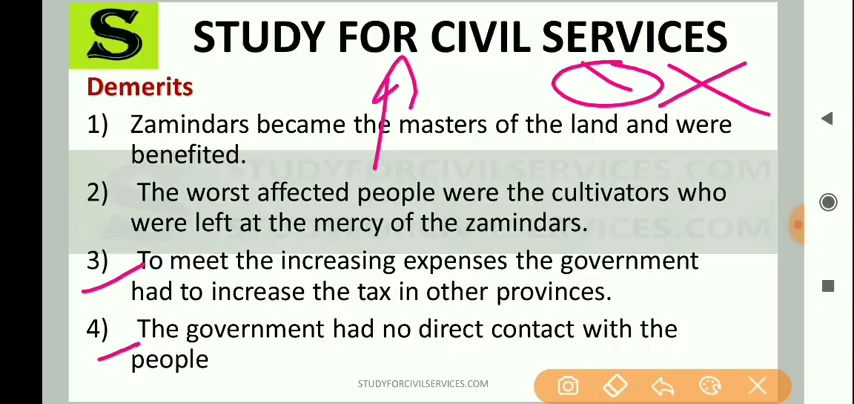 S STUDY FOR CIVIL SERVICES
Demerits
1) Zamindars became the masters of the land and were
benefited.
2) The worst affected people were the cultivators who
were left at the mercy of the zamindars.
3) To meet the increasing expenses the government
had to increase the tax in other provinces.
4) The government had no direct contact with the
people
STUDYFORCIVILSERVICES.COM